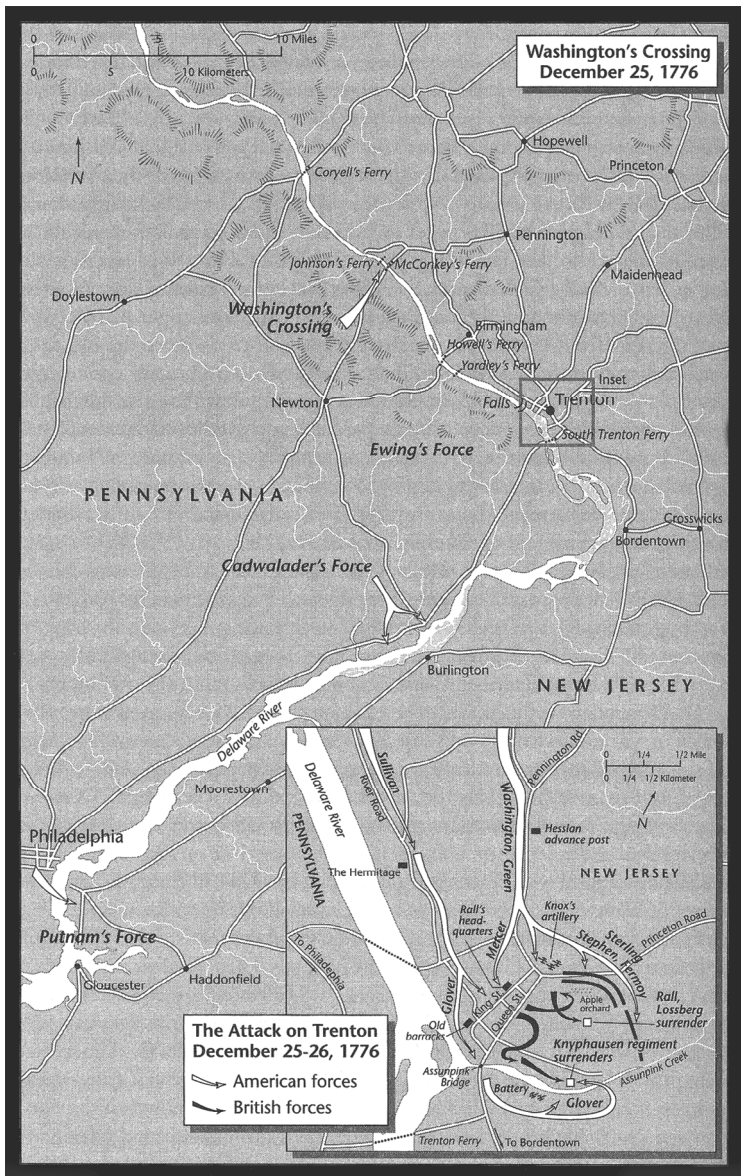 0 5 10 Miles
0 5 10 Kilometers
Washington's Crossing
December 25, 1776
N
Hopewell
Princeton
Coryell's Ferry
Pennington
Johnson's Ferry
McConkey's Ferry
Maidenhead
Doylestown
Washington's
Crossing
Birmingham
Howell's Ferry
Yardley's Ferry
Inset
Newton
Falls
Trenton
South Trenton Ferry
Ewing's Force
PENNSYLVANIA
Crosswicks
Bordentown
Cadwalader's Force
Burlington
NEW JERSEY
Delaware River
Moorestown
Philadelphia
Putnam's Force
Gloucester
Haddonfield
The Attack on Trenton
December 25-26, 1776
American forces
British forces
Delaware River
PENNSYLVANIA
Sullivan
River Road
Washington, Green
Pennington Rd.
0 1/4 1/2 Mile
0 1/4 1/2 Kilometer
N
Hessian
advance post
The Hermitage
NEW JERSEY
Rall's
head-
quarters
Mercer
Knox's
artillery
Sterling
Stephen, Fermoy
Princeton Road
To Philadephia
Glover
King St.
Queen St.
Apple
orchard
Rall,
Lossberg
surrender
Old
barracks
Knyphausen regiment
surrenders
Assunpink
Bridge
Battery
Glover
Assunpink Creek
Trenton Ferry
To Bordentown